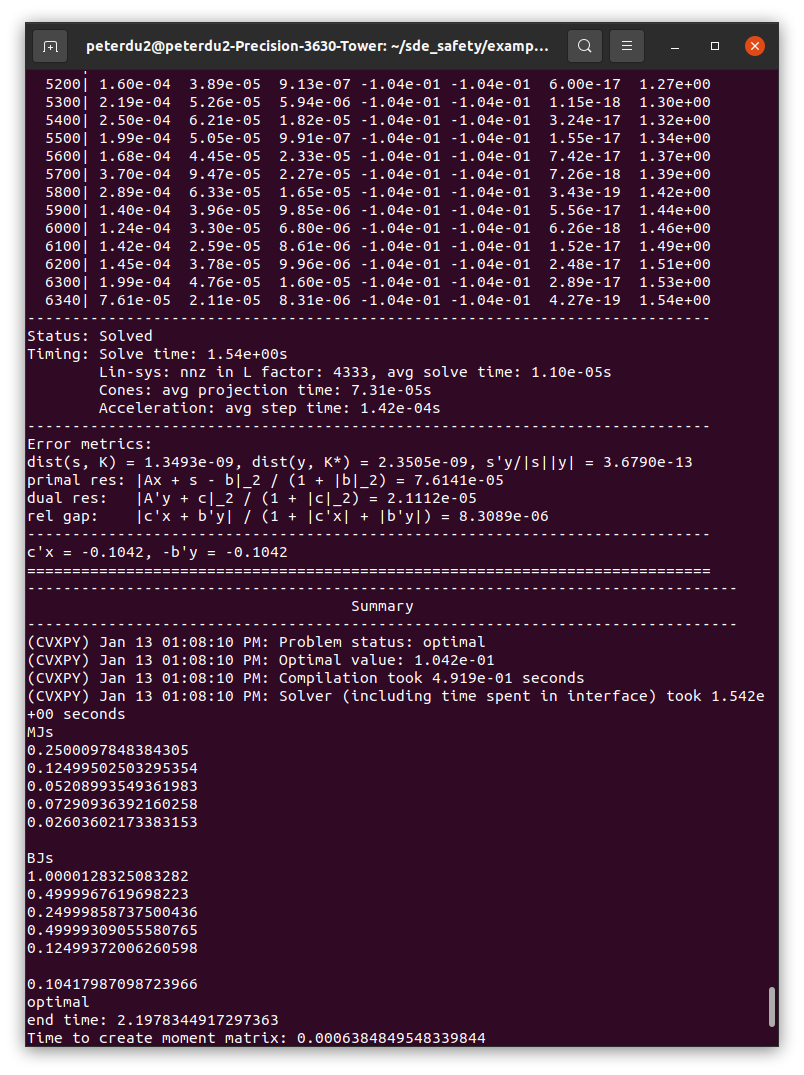 peterdu2@peterdu2-Precision-3630-Tower: ~/sde_safety/examp...
5200| 1.60e-04 3.89e-05 9.13e-07 -1.04e-01 -1.04e-01 6.00e-17 1.27e+00
5300| 2.19e-04 5.26e-05 5.94e-06 -1.04e-01 -1.04e-01 1.15e-18 1.30e+00
5400| 2.50e-04 6.21e-05 1.82e-05 -1.04e-01 -1.04e-01 3.24e-17 1.32e+00
5500| 1.99e-04 5.05e-05 9.91e-07 -1.04e-01 -1.04e-01 1.55e-17 1.34e+00
5600| 1.68e-04 4.45e-05 2.33e-05 -1.04e-01 -1.04e-01 7.42e-17 1.37e+00
5700| 3.70e-04 9.47e-05 2.27e-05 -1.04e-01 -1.04e-01 7.26e-18 1.39e+00
5800| 2.89e-04 6.33e-05 1.65e-05 -1.04e-01 -1.04e-01 3.43e-19 1.42e+00
5900| 1.40e-04 3.96e-05 9.85e-06 -1.04e-01 -1.04e-01 5.56e-17 1.44e+00
6000| 1.24e-04 3.30e-05 6.80e-06 -1.04e-01 -1.04e-01 6.26e-18 1.46e+00
6100| 1.42e-04 2.59e-05 8.61e-06 -1.04e-01 -1.04e-01 1.52e-17 1.49e+00
6200| 1.45e-04 3.78e-05 9.96e-06 -1.04e-01 -1.04e-01 2.48e-17 1.51e+00
6300| 1.99e-04 4.76e-05 1.60e-05 -1.04e-01 -1.04e-01 2.89e-17 1.53e+00
6340| 7.61e-05 2.11e-05 8.31e-06 -1.04e-01 -1.04e-01 4.27e-19 1.54e+00
----------------------------------------------------------------------------
Status: Solved
Timing: Solve time: 1.54e+00s
Lin-sys: nnz in L factor: 4333, avg solve time: 1.10e-05s
Cones: avg projection time: 7.31e-05s
Acceleration: avg step time: 1.42e-04s
----------------------------------------------------------------------------
Error metrics:
dist(s, K) = 1.3493e-09, dist(y, K*) = 2.3505e-09, s'y/|s||y| = 3.6790e-13
primal res: |Ax + s - b|_2 / (1 + |b|_2) = 7.6141e-05
dual res: |A'y + c|_2 / (1 + |c|_2) = 2.1112e-05
rel gap: |c'x + b'y| / (1 + |c'x| + |b'y|) = 8.3089e-06
----------------------------------------------------------------------------
c'x = -0.1042, -b'y = -0.1042
============================================================================
-------------------------------------------------------------------------------
Summary
-------------------------------------------------------------------------------
(CVXPY) Jan 13 01:08:10 PM: Problem status: optimal
(CVXPY) Jan 13 01:08:10 PM: Optimal value: 1.042e-01
(CVXPY) Jan 13 01:08:10 PM: Compilation took 4.919e-01 seconds
(CVXPY) Jan 13 01:08:10 PM: Solver (including time spent in interface) took 1.542e
+00 seconds
MJs
0.2500097848384305
0.12499502503295354
0.05208993549361983
0.07290936392160258
0.02603602173383153
BJs
1.0000128325083282
0.4999967619698223
0.24999858737500436
0.49999309055580765
0.12499372006260598
0.10417987098723966
optimal
end time: 2.1978344917297363
Time to create moment matrix: 0.0006384849548339844